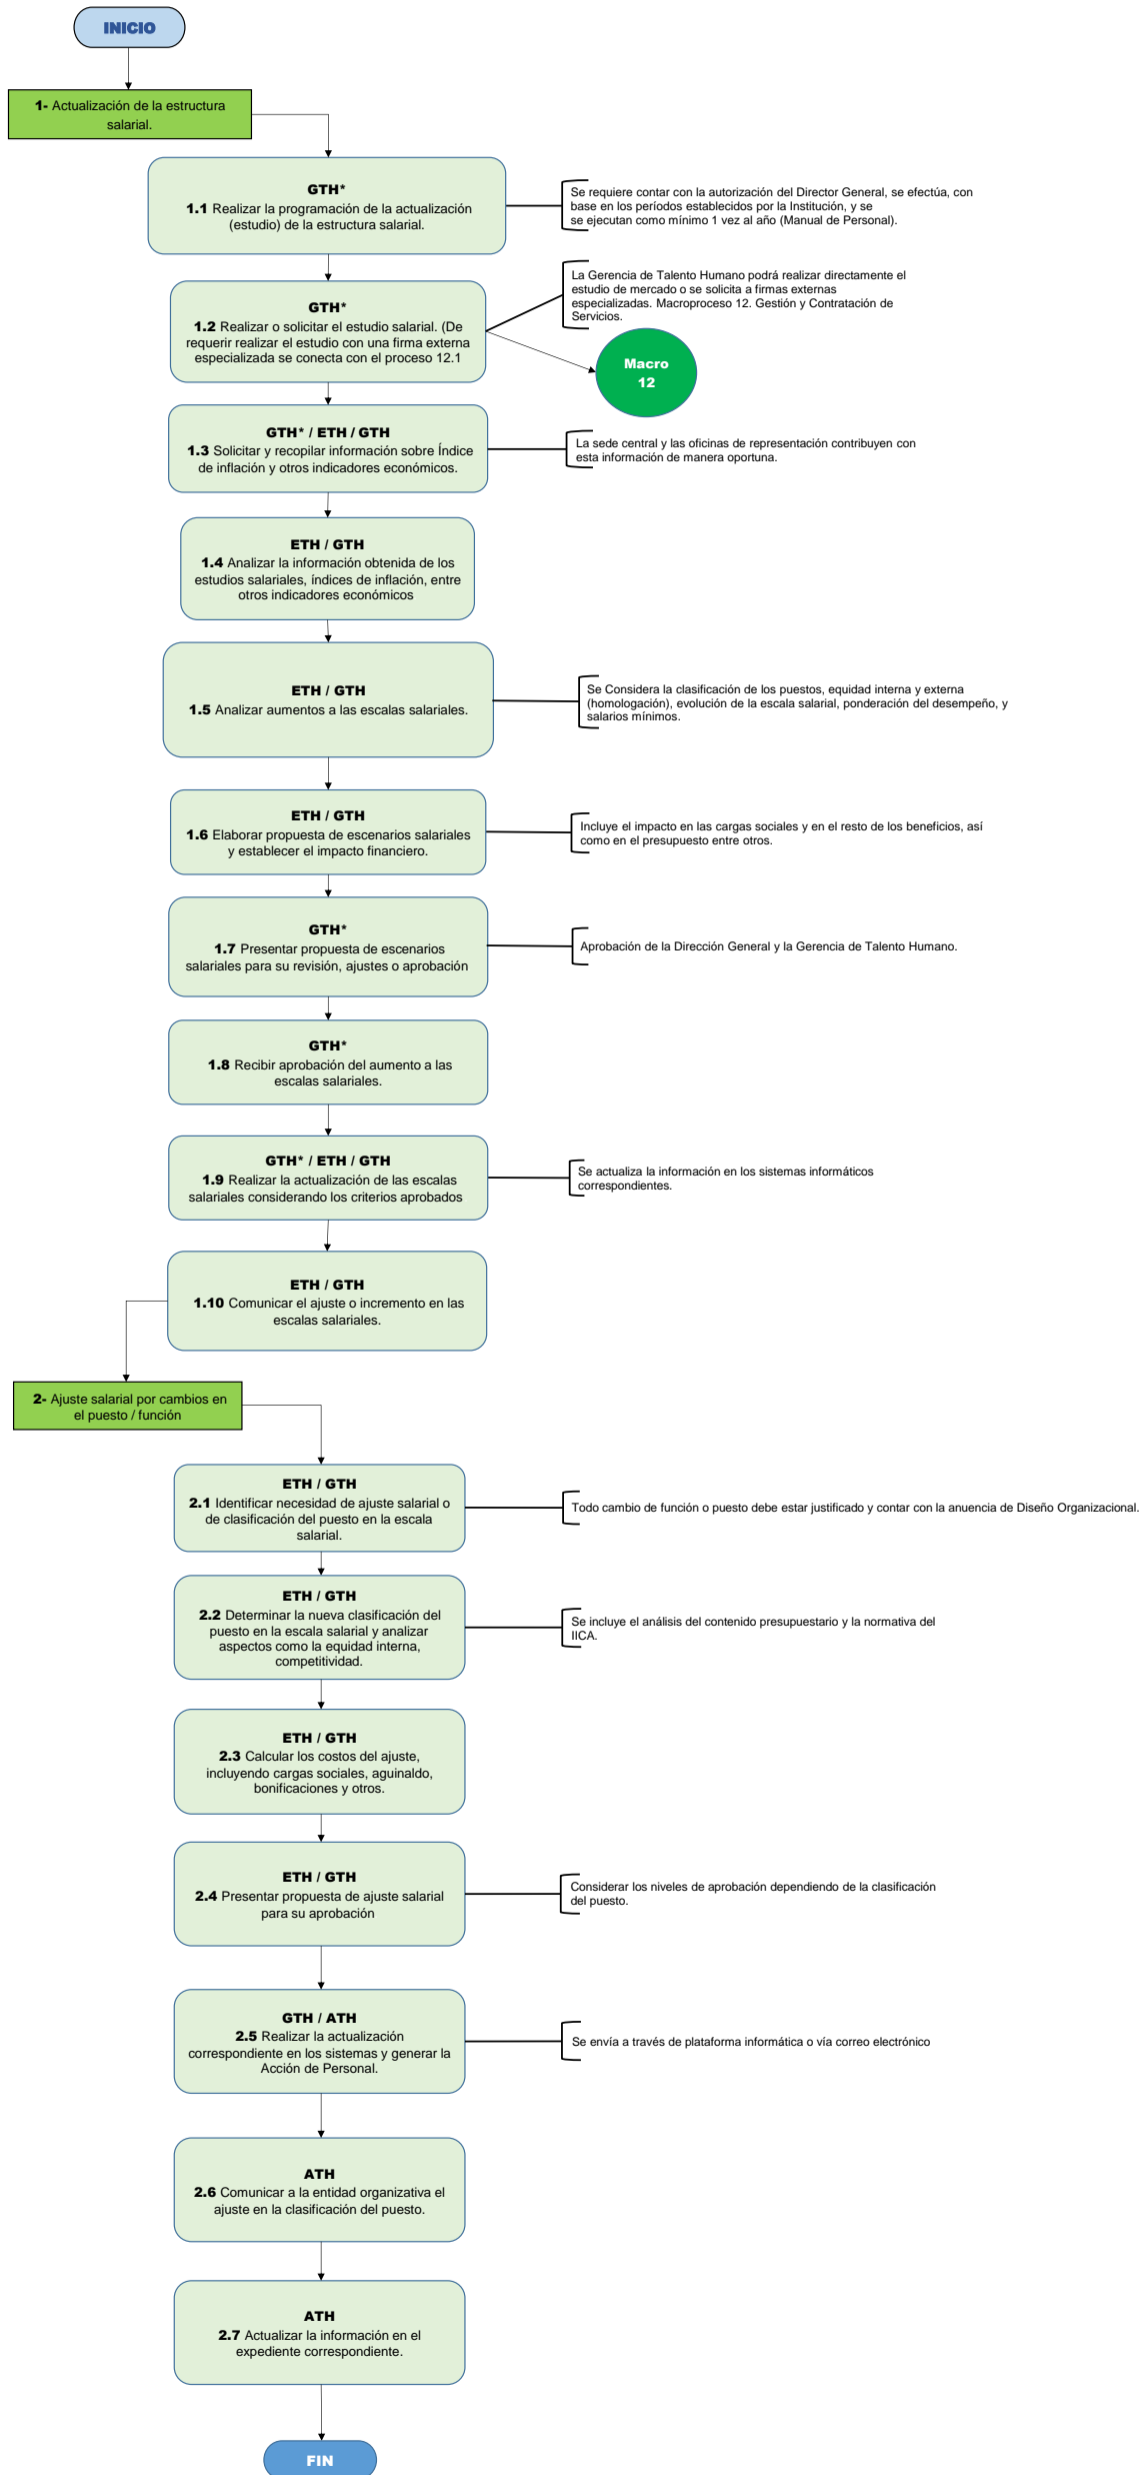 INICIO
1- Actualización de la estructura
salarial.
GTH*
1.1 Realizar la programación de la actualización
(estudio) de la estructura salarial.
Se requiere contar con la autorización del Director General, se efectúa, con
base en los períodos establecidos por la Institución, y se
se ejecutan como mínimo 1 vez al año (Manual de Personal).
GTH*
1.2 Realizar o solicitar el estudio salarial. (De
requerir realizar el estudio con una firma externa
especializada se conecta con el proceso 12.1
La Gerencia de Talento Humano podrá realizar directamente el
estudio de mercado o se solicita a firmas externas
especializadas. Macroproceso 12. Gestión y Contratación de
Servicios.
Macro
12
GTH* / ETH / GTH
1.3 Solicitar y recopilar información sobre Índice
de inflación y otros indicadores económicos.
La sede central y las oficinas de representación contribuyen con
esta información de manera oportuna.
ETH / GTH
1.4 Analizar la información obtenida de los
estudios salariales, índices de inflación, entre
otros indicadores económicos
ETH / GTH
1.5 Analizar aumentos a las escalas salariales.
Se Considera la clasificación de los puestos, equidad interna y externa
(homologación), evolución de la escala salarial, ponderación del desempeño, y
salarios mínimos.
ETH / GTH
1.6 Elaborar propuesta de escenarios salariales
y establecer el impacto financiero.
Incluye el impacto en las cargas sociales y en el resto de los beneficios, así
como en el presupuesto entre otros.
GTH*
1.7 Presentar propuesta de escenarios
salariales para su revisión, ajustes o aprobación
Aprobación de la Dirección General y la Gerencia de Talento Humano.
GTH*
1.8 Recibir aprobación del aumento a las
escalas salariales.
GTH* / ETH / GTH
1.9 Realizar la actualización de las escalas
salariales considerando los criterios aprobados
Se actualiza la información en los sistemas informáticos
correspondientes.
ETH / GTH
1.10 Comunicar el ajuste o incremento en las
escalas salariales.
2- Ajuste salarial por cambios en
el puesto / función
ETH / GTH
2.1 Identificar necesidad de ajuste salarial o
de clasificación del puesto en la escala
salarial.
Todo cambio de función o puesto debe estar justificado y contar con la anuencia de Diseño Organizacional.
ETH / GTH
2.2 Determinar la nueva clasificación del
puesto en la escala salarial y analizar
aspectos como la equidad interna,
competitividad.
Se incluye el análisis del contenido presupuestario y la normativa del
IICA.
ETH / GTH
2.3 Calcular los costos del ajuste,
incluyendo cargas sociales, aguinaldo,
bonificaciones y otros.
ETH / GTH
2.4 Presentar propuesta de ajuste salarial
para su aprobación
Considerar los niveles de aprobación dependiendo de la clasificación
del puesto.
GTH / ATH
2.5 Realizar la actualización
correspondiente en los sistemas y generar la
Acción de Personal.
Se envía a través de plataforma informática o vía correo electrónico
ATH
2.6 Comunicar a la entidad organizativa el
ajuste en la clasificación del puesto.
ATH
2.7 Actualizar la información en el
expediente correspondiente.
FIN